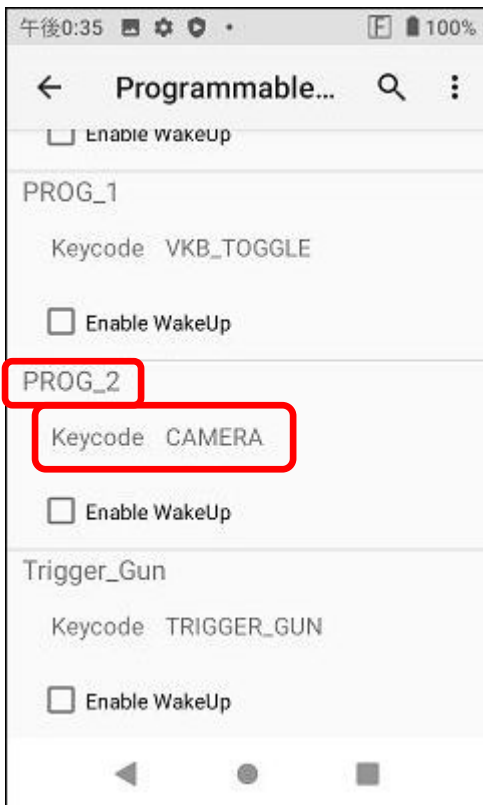 午後0:35 F 100%
Programmable...
Enable WakeUp
PROG_1
Keycode VKB_TOGGLE
Enable WakeUp
PROG_2
Keycode CAMERA
Enable WakeUp
Trigger_Gun
Keycode TRIGGER_GUN
Enable WakeUp